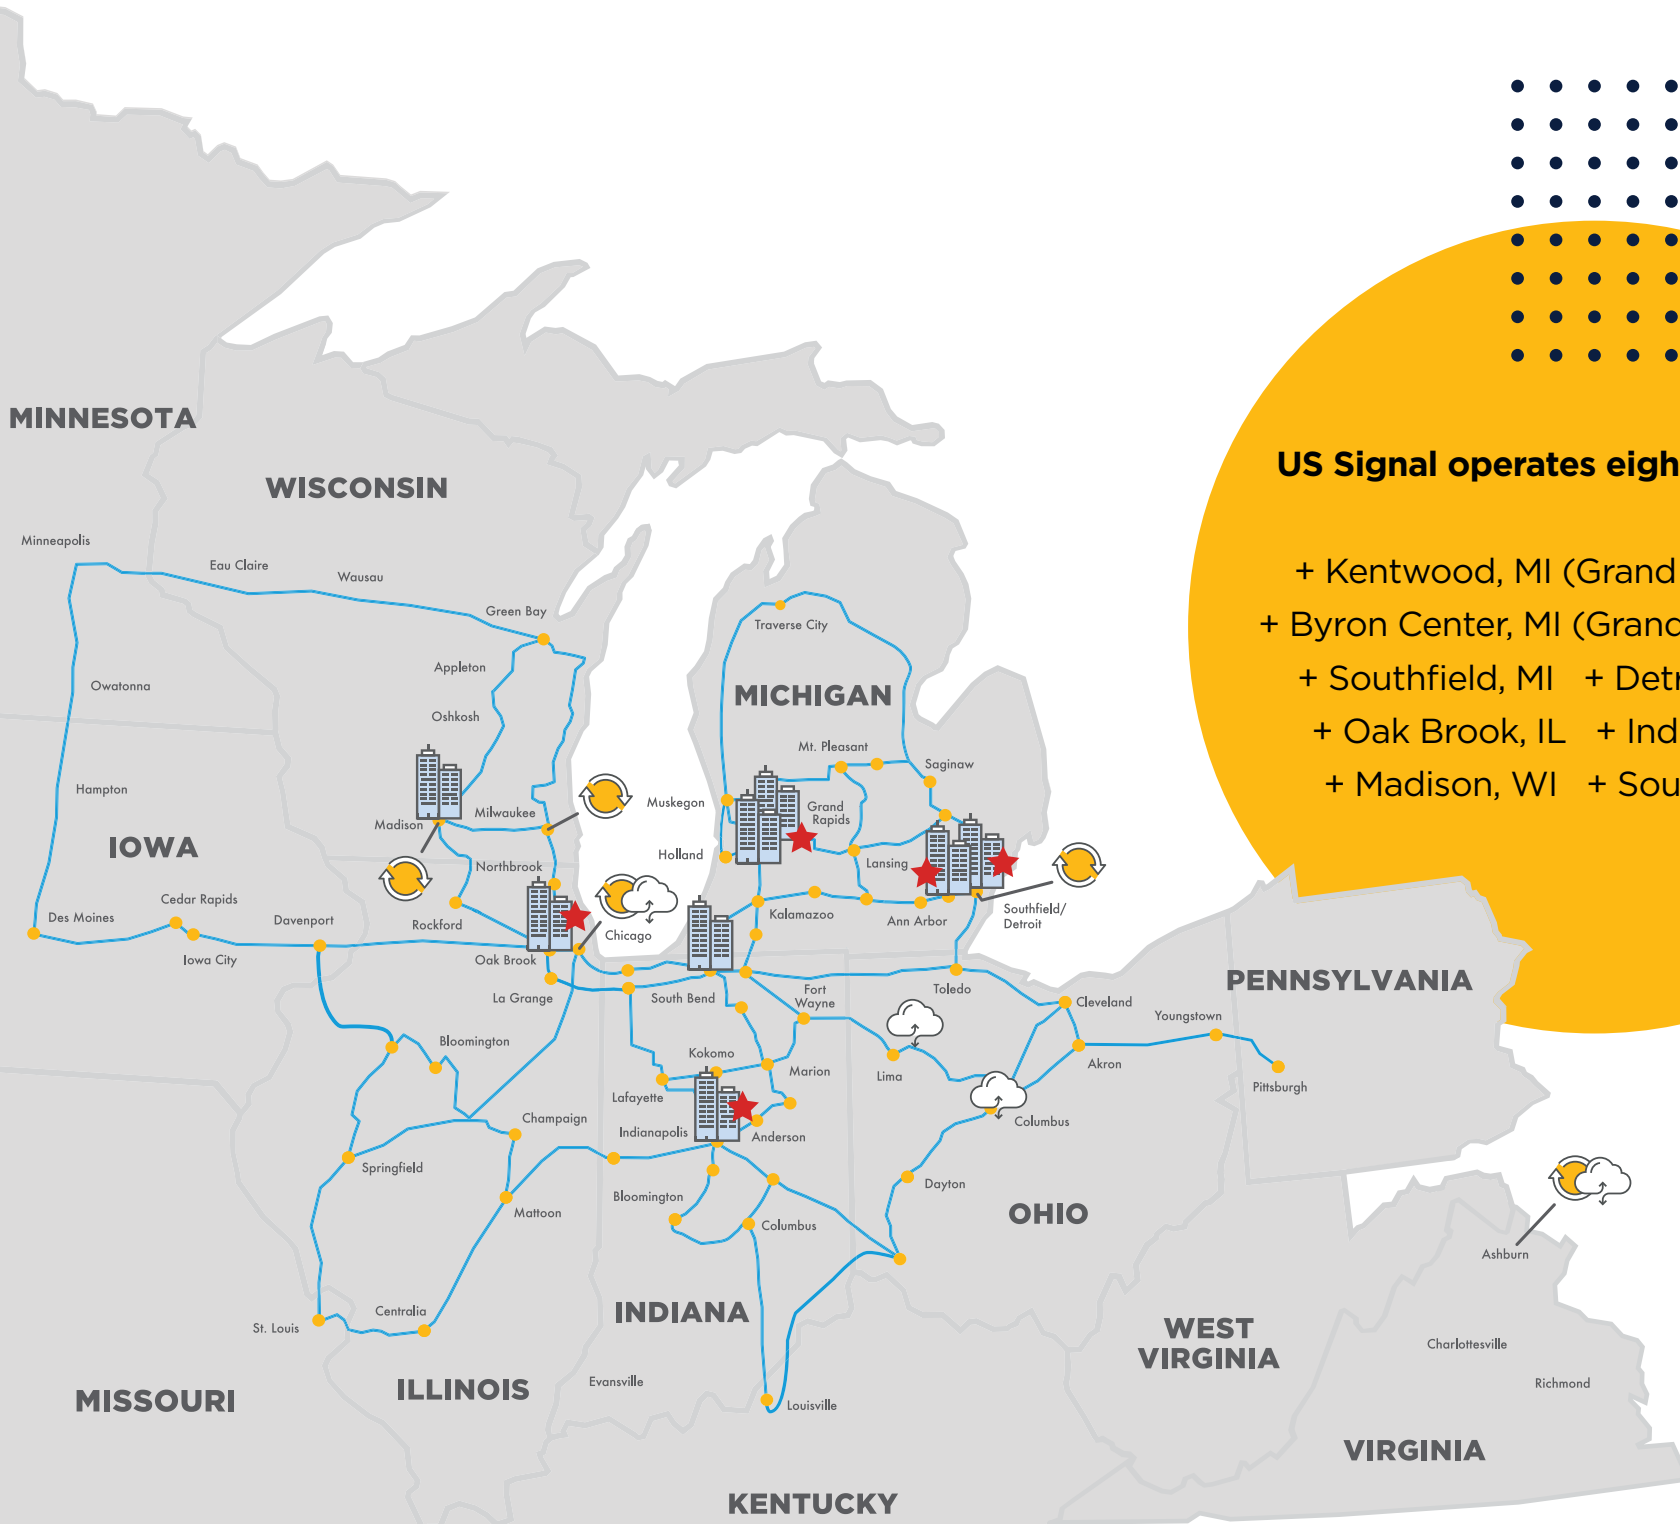 MINNESOTA
US Signal operates eigh
WISCONSIN
Minneapolis
Eau Claire
Wausau
+ Kentwood, MI (Grand
Green Bay
Traverse City
+ Byron Center, MI (Grand
Appleton
Owatonna
MICHIGAN
+ Southfield, MI + Detr
Oshkosh
Mt. Pleasant
+ Oak Brook, IL + Ind
Saginaw
Hampton
Muskegon
+ Madison, WI + Sou
Milwaukee
Grand
Rapids
Madison
IOWA
Holland
Lansing
Northbrook
Cedar Rapids
Des Moines
Davenport
Rockford
Chicago
Kalamazoo
Ann Arbor
Southfield/
Detroit
Iowa City
Oak Brook
La Grange
South Bend
Fort
Wayne
Toledo
PENNSYLVANIA
Cleveland
Youngstown
Bloomington
Kokomo
Marion
Lima
Akron
Pittsburgh
Lafayette
Champaign
Indianapolis
Anderson
Columbus
Springfield
Bloomington
Dayton
Mattoon
Columbus
OHIO
Ashburn
Centralia
St. Louis
INDIANA
WEST
VIRGINIA
Charlottesville
Evansville
Richmond
MISSOURI
ILLINOIS
Louisville
VIRGINIA
KENTUCKY